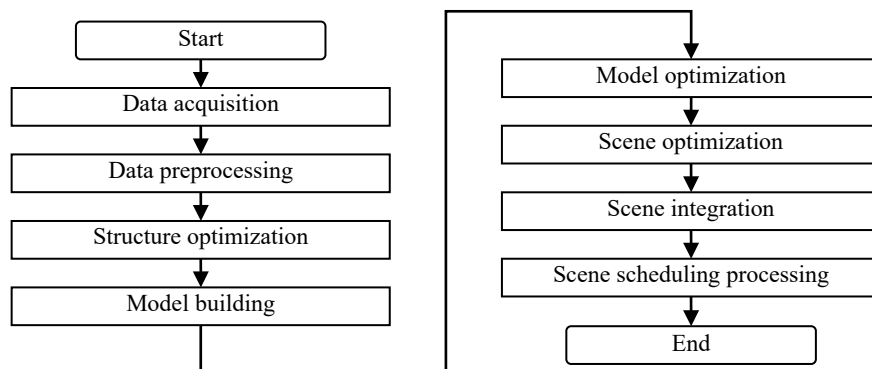 Start
Data acquisition
Data preprocessing
Structure optimization
Model building
Model optimization
Scene optimization
Scene integration
Scene scheduling processing
End